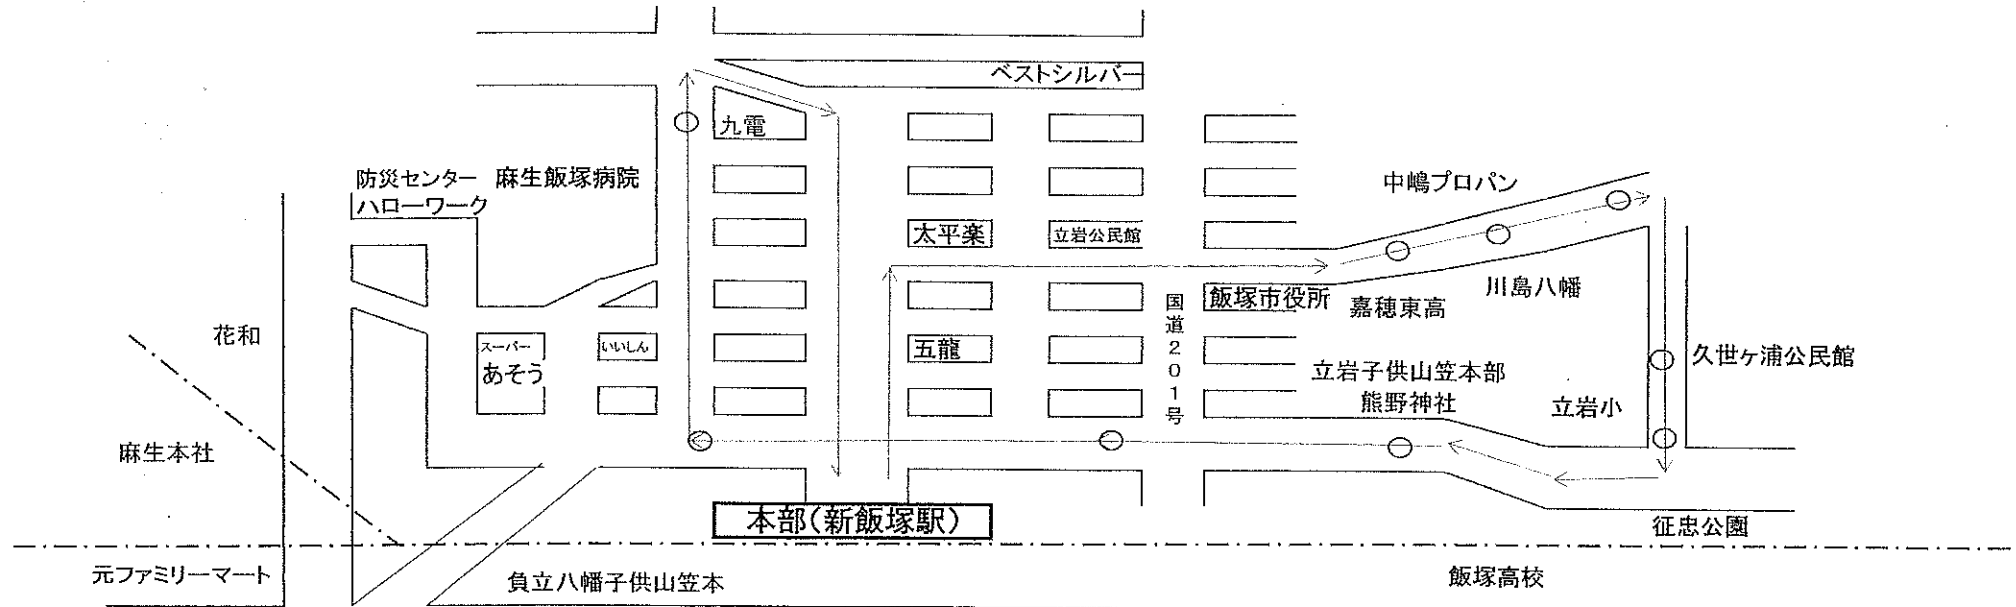 ベストシルバー
九電
防災センター
ハローワーク
麻生飯塚病院
中嶋プロパン
太平楽
立岩公民館
川島八幡
飯塚市役所
嘉穂東高
国道201号
花和
スーパー
あそう
いいしん
五龍
久世ヶ浦公民館
立岩子供山笠本部
熊野神社
立岩小
麻生本社
本部(新飯塚駅)
征忠公園
元ファミリーマート
負立八幡子供山笠本
飯塚高校